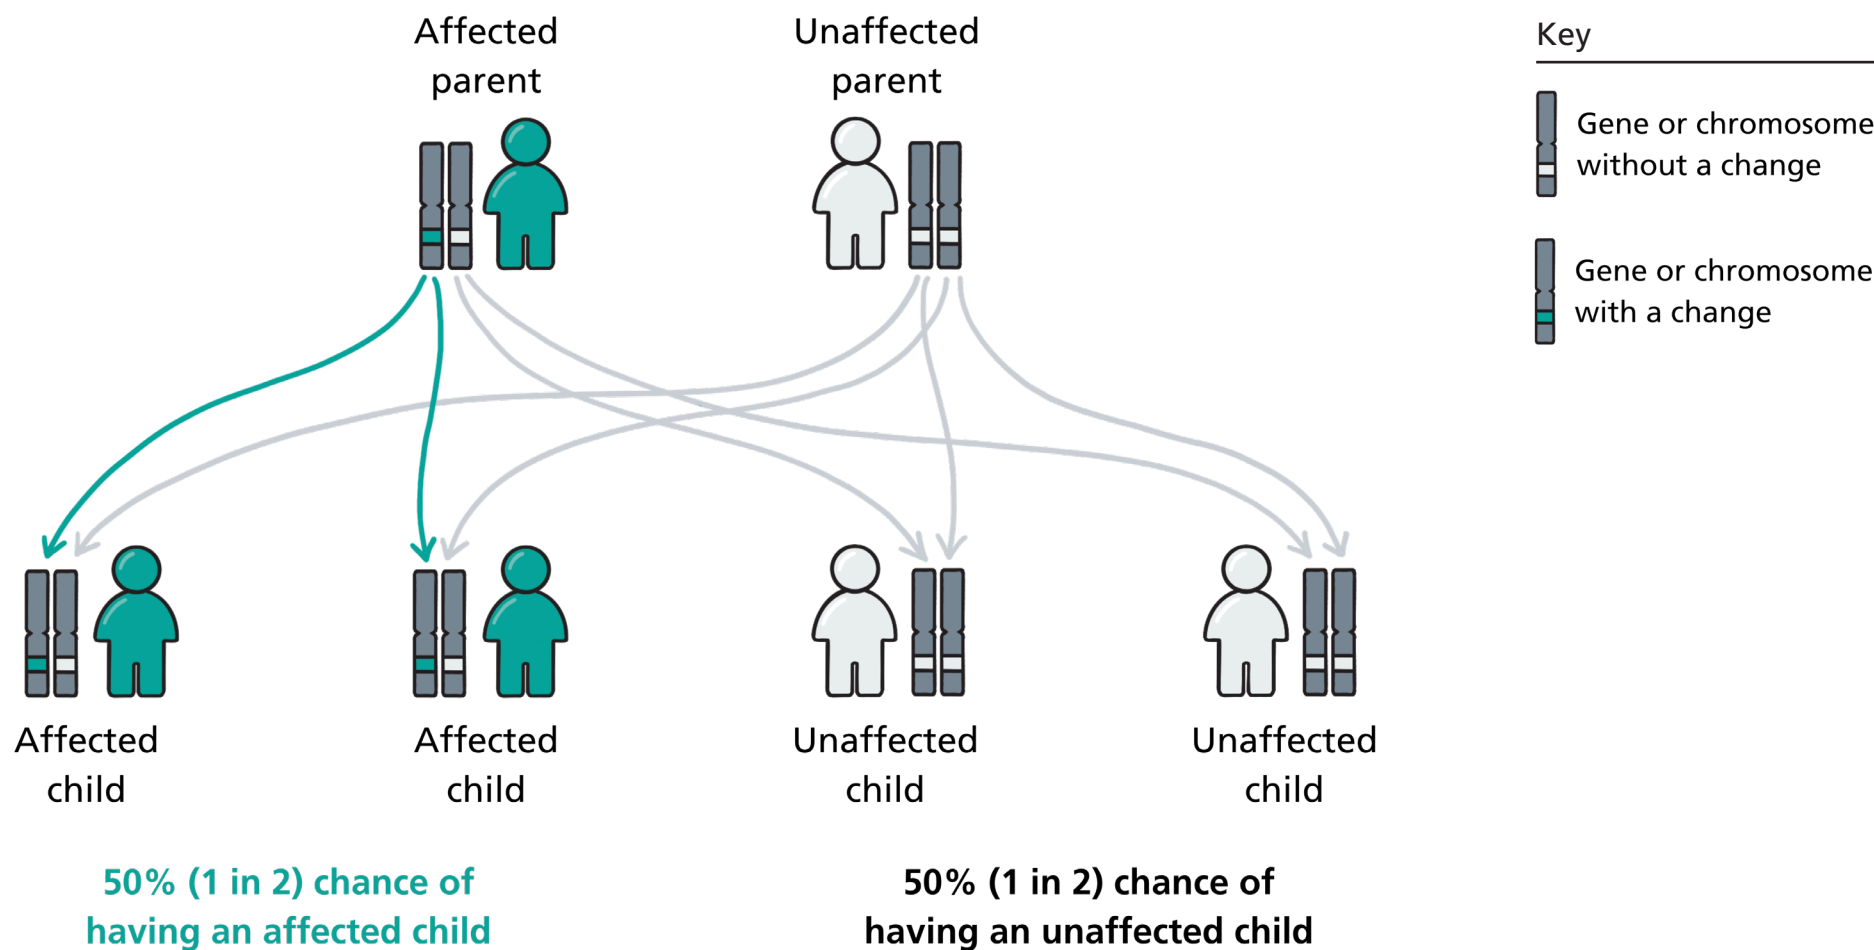 Affected
parent
Unaffected
parent
Key
Gene or chromosome
without a change
Gene or chromosome
with a change
Affected
child
Affected
child
Unaffected
child
Unaffected
child
50% (1 in 2) chance of
having an affected child
50% (1 in 2) chance of
having an unaffected child